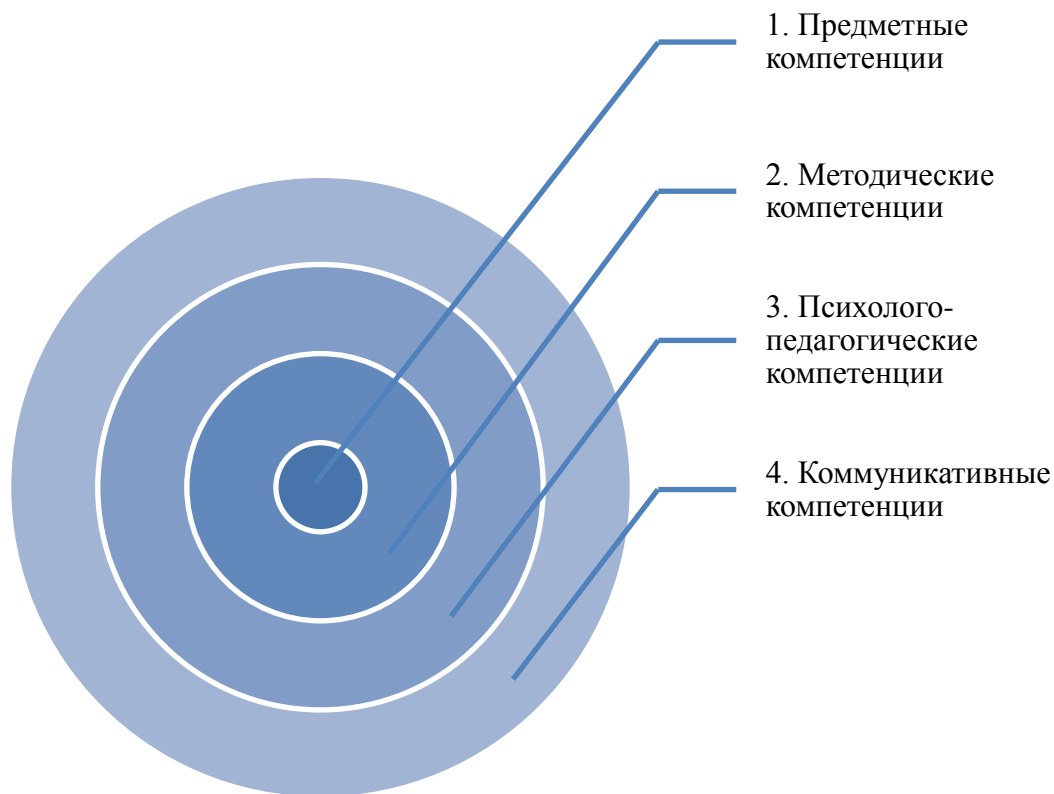 1. Предметные
компетенции
2. Методические
компетенции
3. Психолого-
педагогические
компетенции
4. Коммуникативные
компетенции